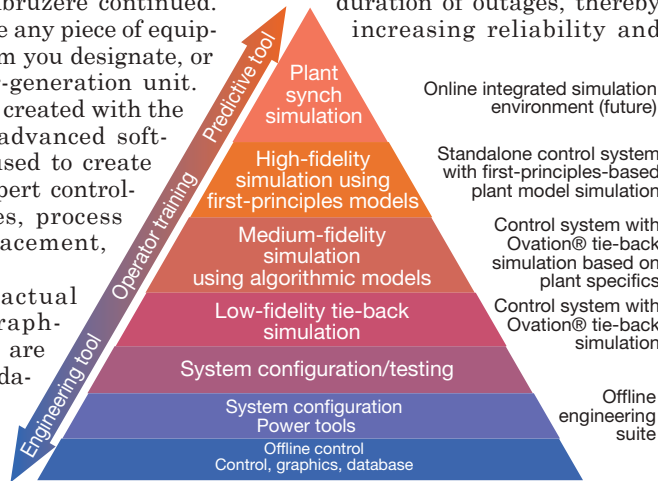 bruzere continued.
e any piece of equip-
m you designate, or
-generation unit.
created with the
advanced soft-
used to create
pert control-
es, process
acement,
actual
raph-
are
da-
duration of outages, thereby
increasing reliability and
Predictive tool
Operator training
Engineering tool
Plant
synch
simulation
High-fidelity
simulation using
first-principles models
Medium-fidelity
simulation
using algorithmic models
Low-fidelity tie-back
simulation
System configuration/testing
System configuration
Power tools
Offline control
Control, graphics, database
Online integrated simulation
environment (future)
Standalone control system
with first-principles-based
plant model simulation
Control system with
Ovation® tie-back
simulation based on
plant specifics
Control system with
Ovation® tie-back
simulation
Offline
engineering
suite